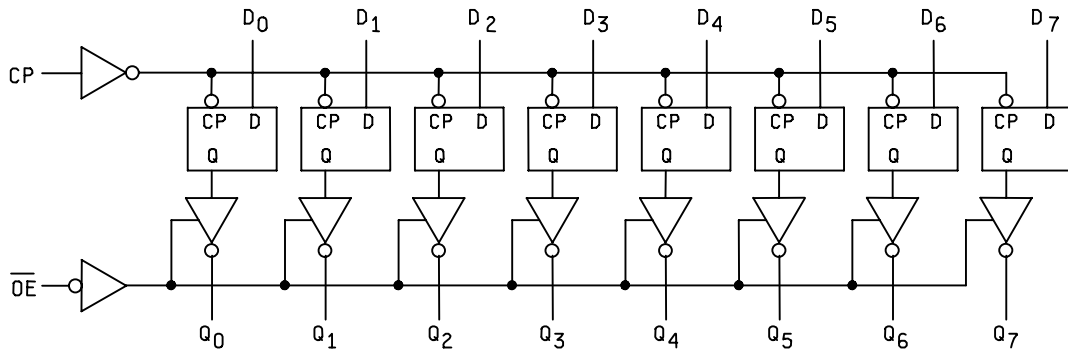 D0 D1 D2 D3 D4 D5 D6 D7
CP
CP D CP D CP D CP D CP D CP D CP D CP D
Q Q Q Q Q Q Q Q
O̅E̅
Q0 Q1 Q2 Q3 Q4 Q5 Q6 Q7